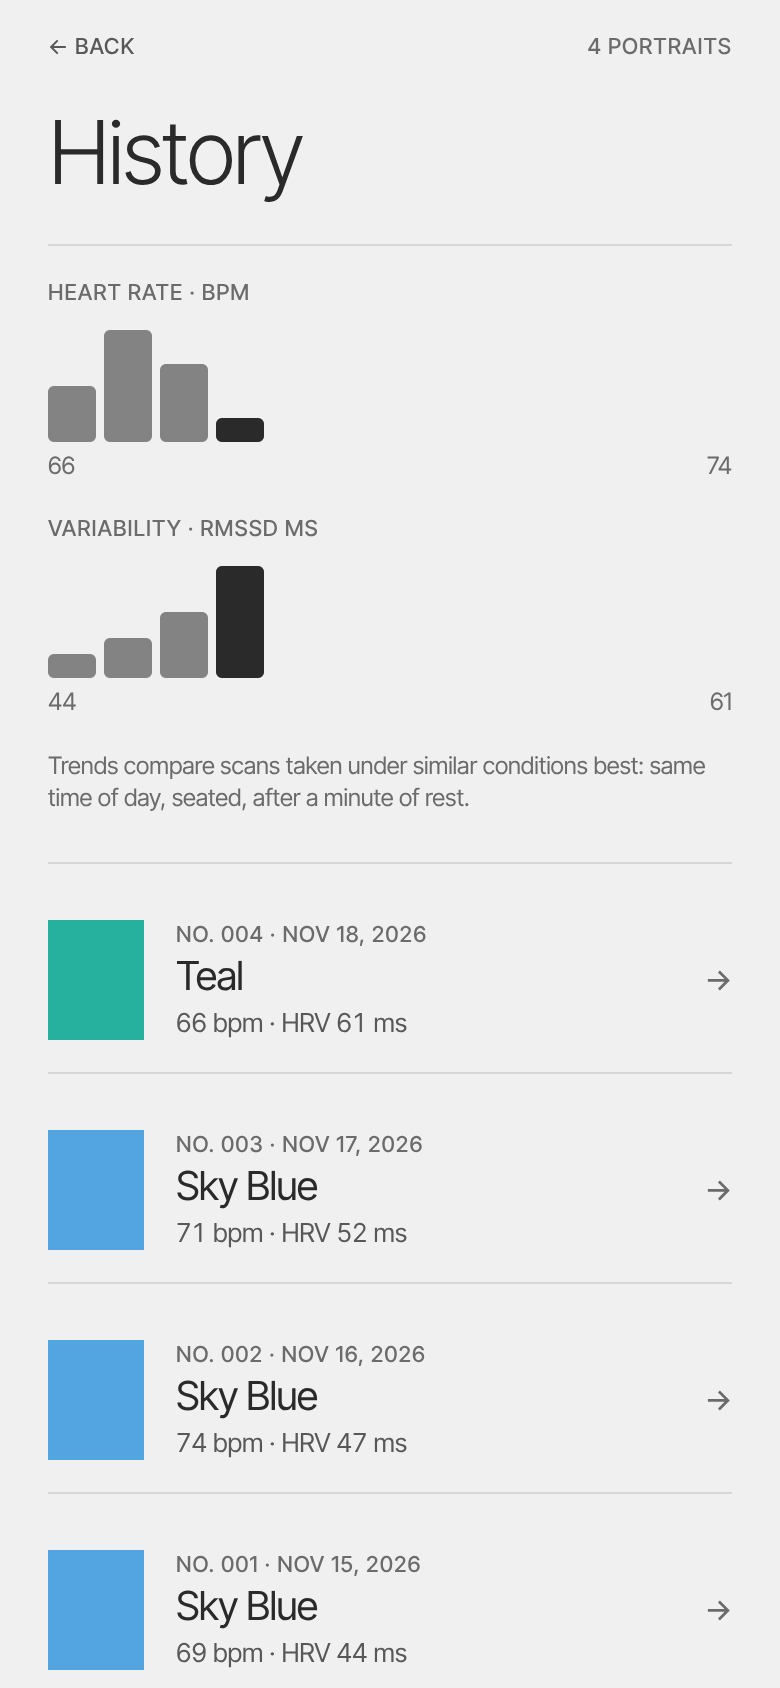 ← BACK
4 PORTRAITS
History
HEART RATE · BPM
66
74
VARIABILITY · RMSSD MS
44
61
Trends compare scans taken under similar conditions best: same
time of day, seated, after a minute of rest.
NO. 004 · NOV 18, 2026
Teal
→
66 bpm · HRV 61 ms
NO. 003 · NOV 17, 2026
Sky Blue
→
71 bpm · HRV 52 ms
NO. 002 · NOV 16, 2026
Sky Blue
→
74 bpm · HRV 47 ms
NO. 001 · NOV 15, 2026
Sky Blue
→
69 bpm · HRV 44 ms